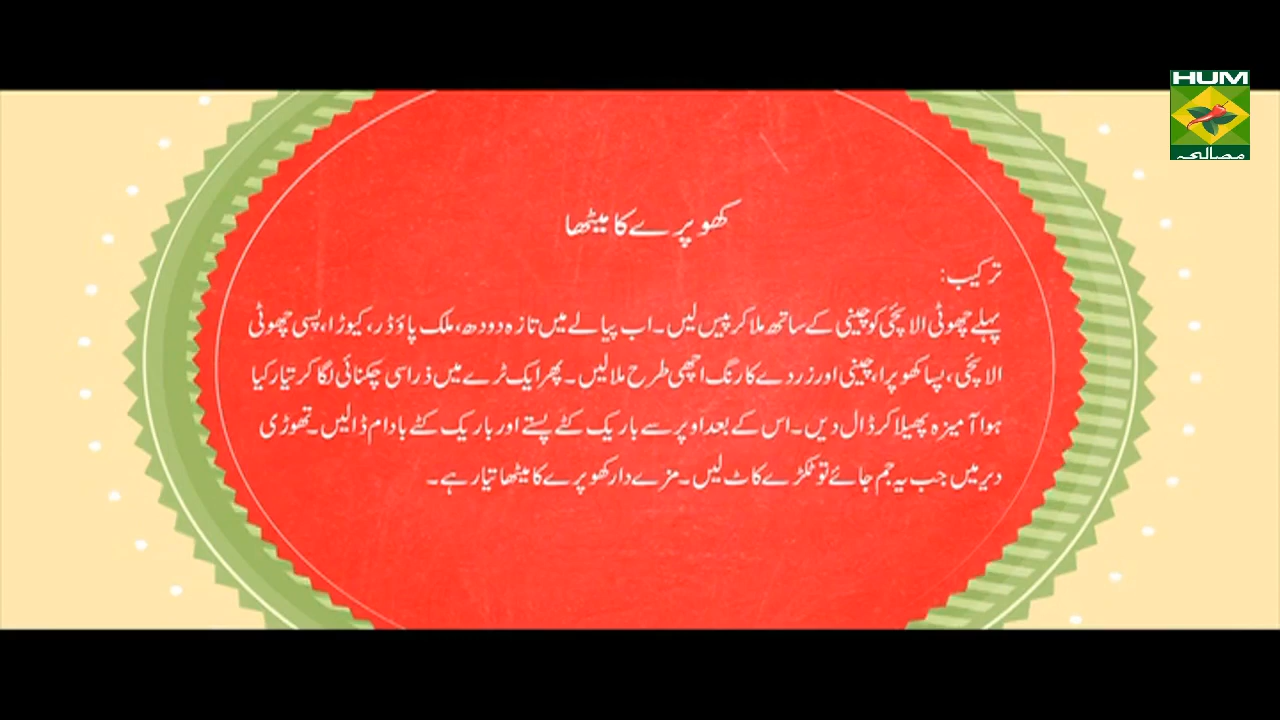 HUM
مصالحہ
کھوپرے کا میٹھا
ترکیب:
پہلے چھوٹی الائچی کو چینی کے ساتھ ملا کر پیس لیں۔ اب پیالے میں تازہ دودھ، ملک پاؤڈر، کیوڑا، پسی چھوٹی
الائچی، پسا کھوپرا، چینی اور زردے کا رنگ اچھی طرح ملالیں۔ پھر ایک ٹرے میں ذراسی چکنائی لگا کر تیار کیا
ہوا آمیزہ پھیلا کر ڈال دیں۔ اس کے بعد اوپر سے باریک کٹے پستے اور باریک کٹے بادام ڈالیں۔ تھوڑی
دیر میں جب یہ جم جائے تو ٹکڑے کاٹ لیں۔ مزے دار کھوپرے کا میٹھا تیار ہے۔